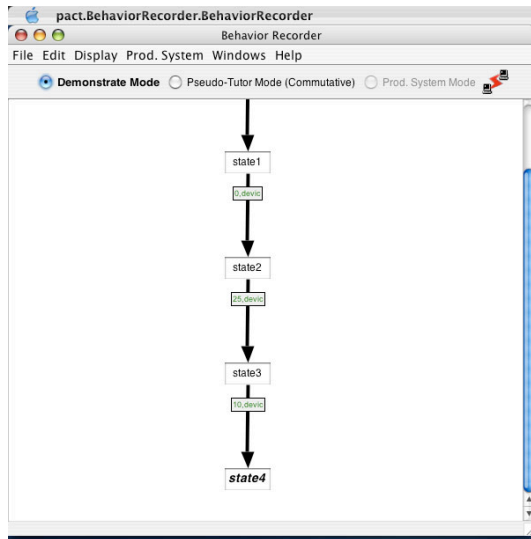 pact.BehaviorRecorder.BehaviorRecorder
Behavior Recorder
File Edit Display Prod. System Windows Help
Demonstrate Mode Pseudo-Tutor Mode (Commutative) Prod. System Mode
state1
0,devic
state2
25,devic
state3
10,devic
state4